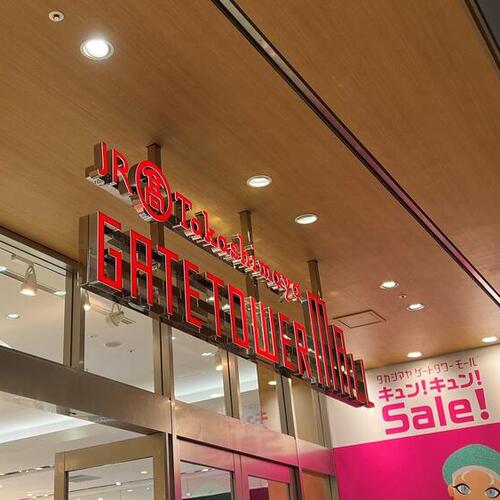 JR 髙 Takashimaya
GATETOWER MALL
タカシマヤ ゲートタワーモール
キュン!キュン!
Sale!